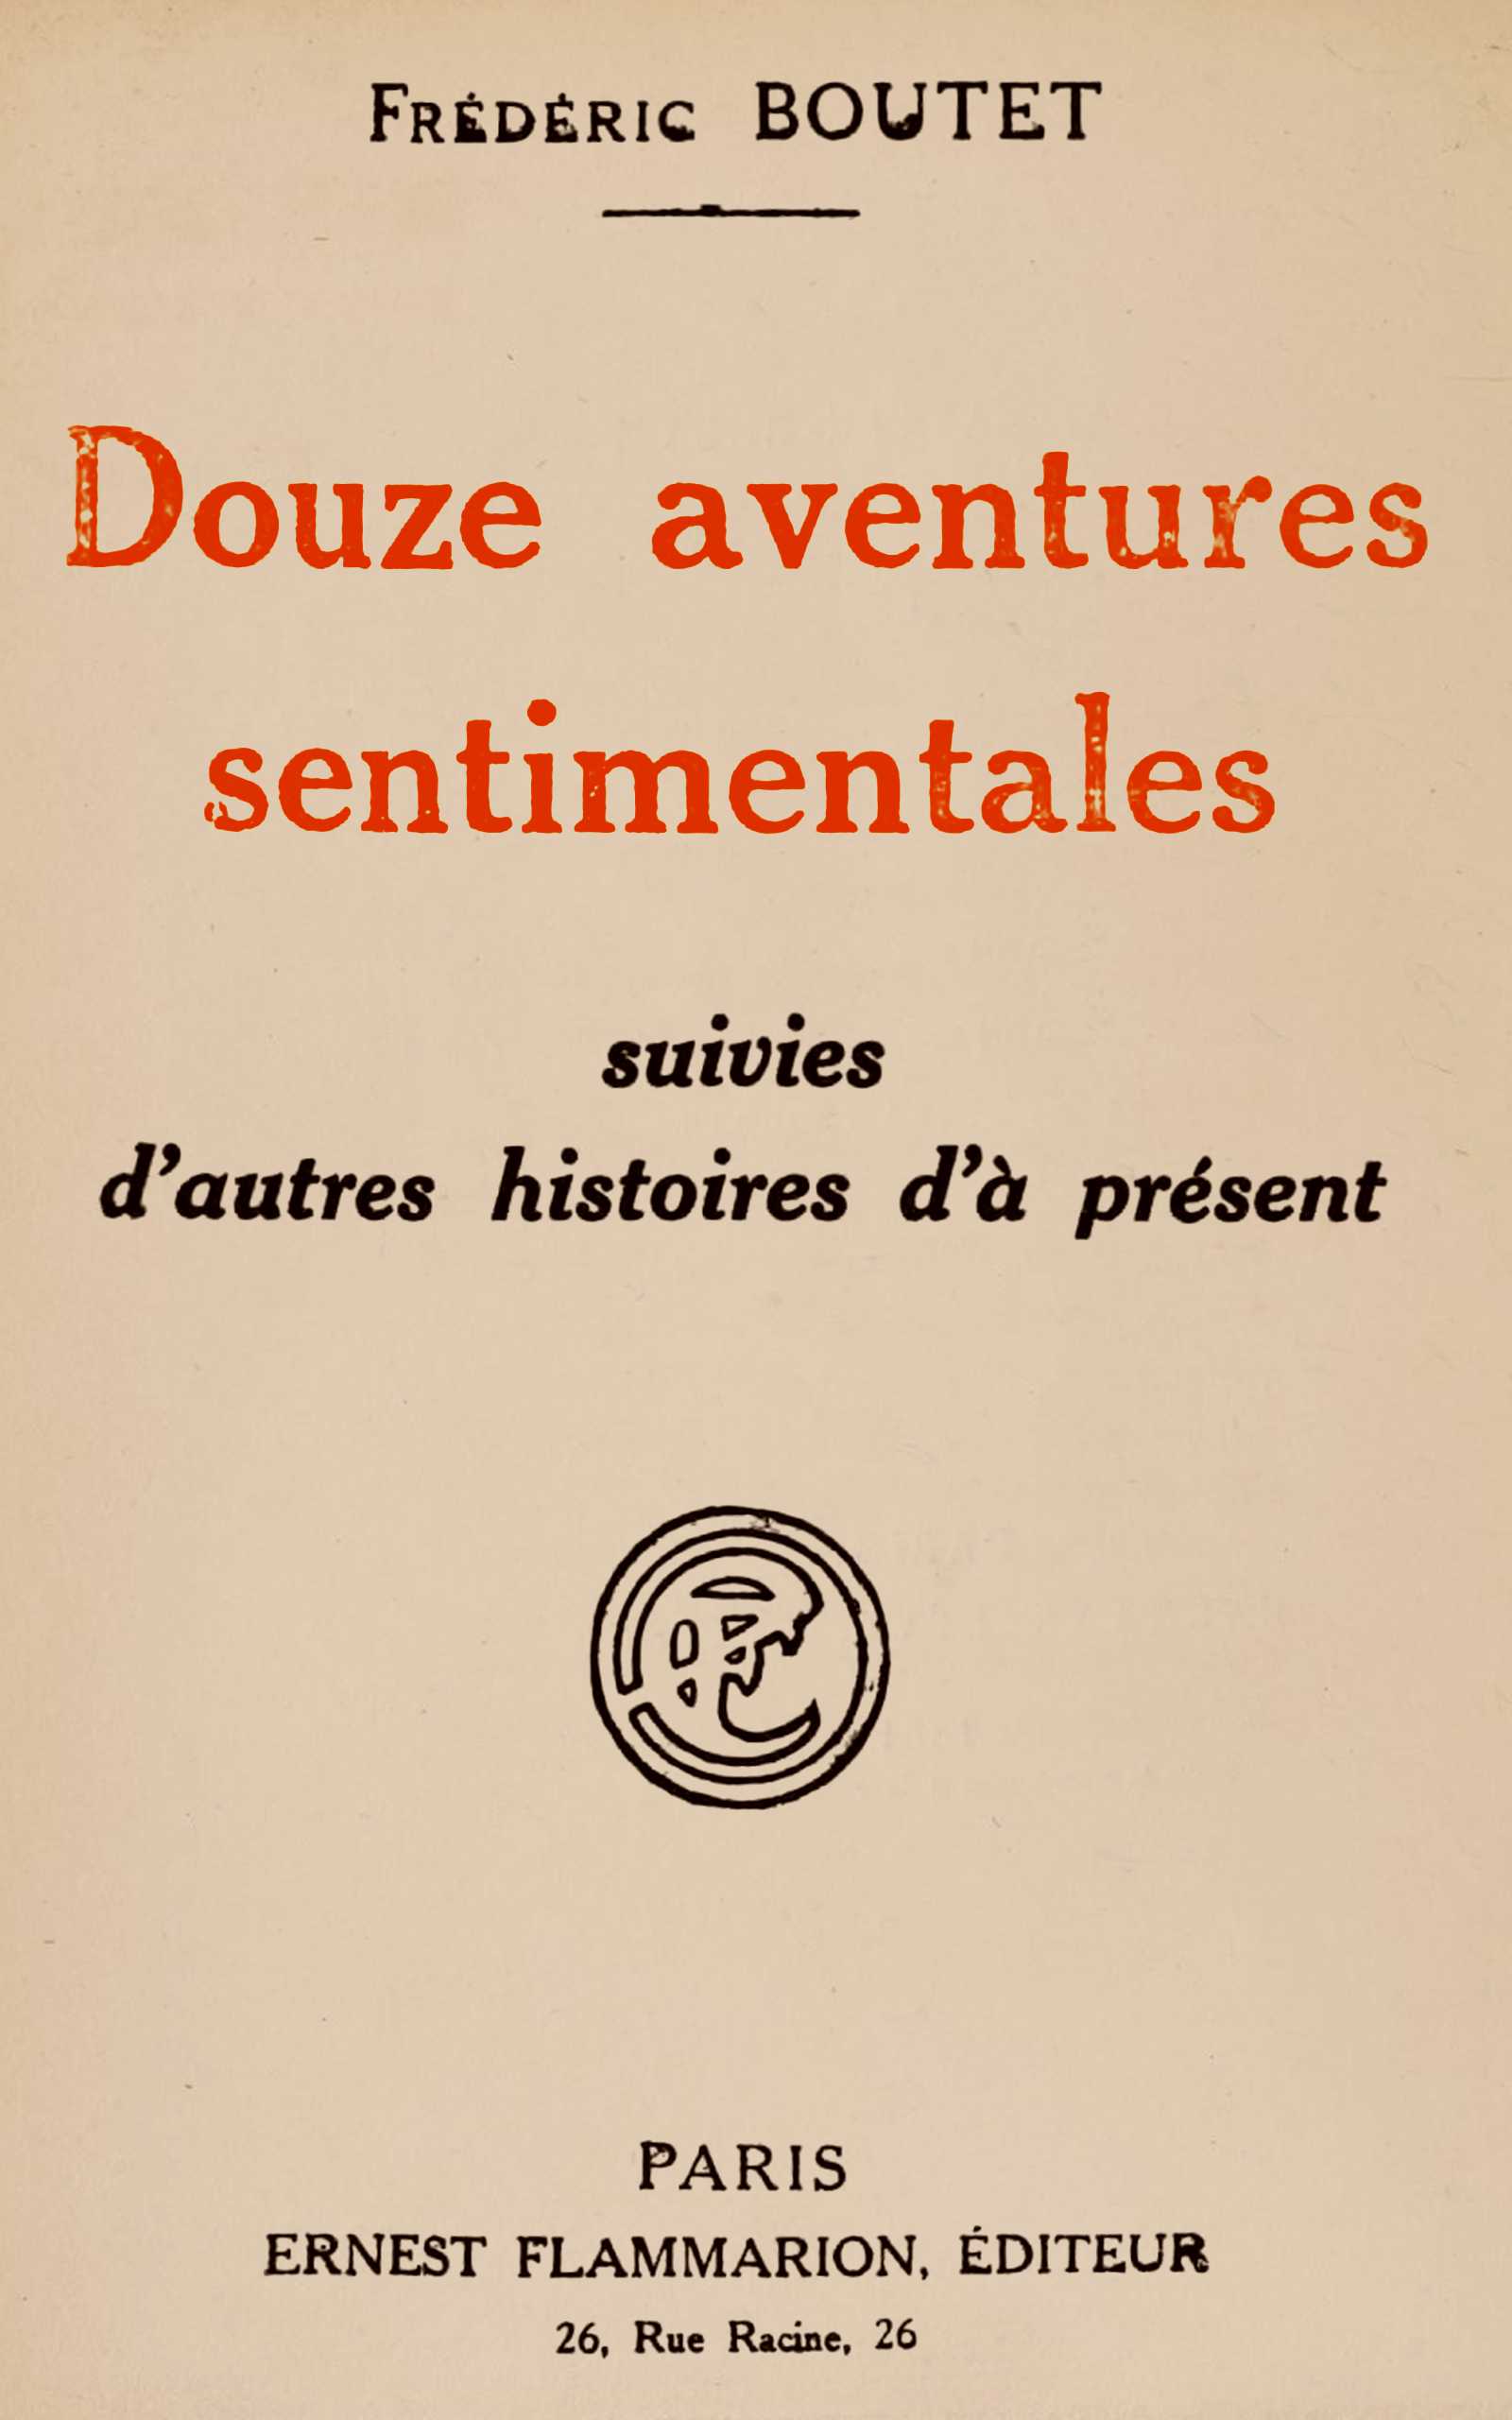 Frédéric BOUTET
Douze aventures
sentimentales
suivies
d'autres histoires d'à présent
PARIS
ERNEST FLAMMARION, ÉDITEUR
26, Rue Racine, 26